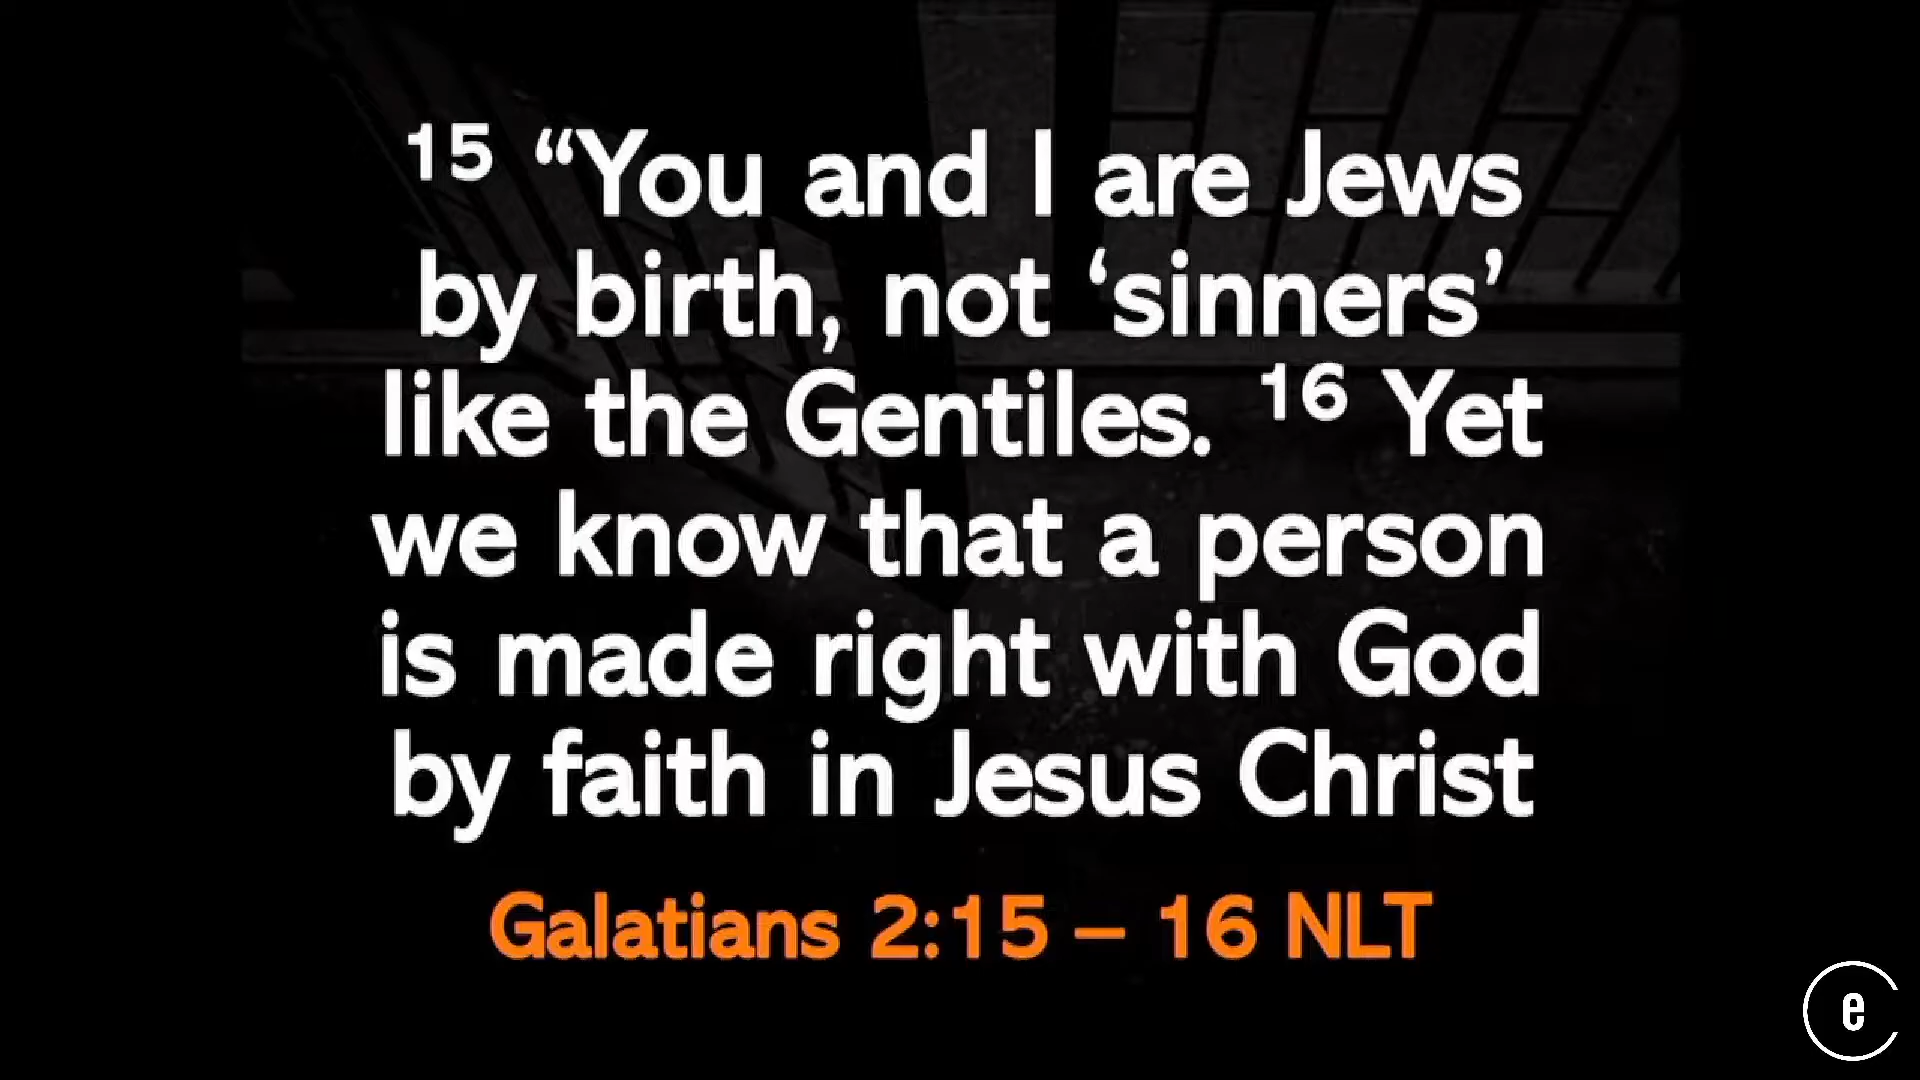 15 “You and I are Jews
by birth, not ‘sinners’
like the Gentiles. 16 Yet
we know that a person
is made right with God
by faith in Jesus Christ
Galatians 2:15 – 16 NLT
e